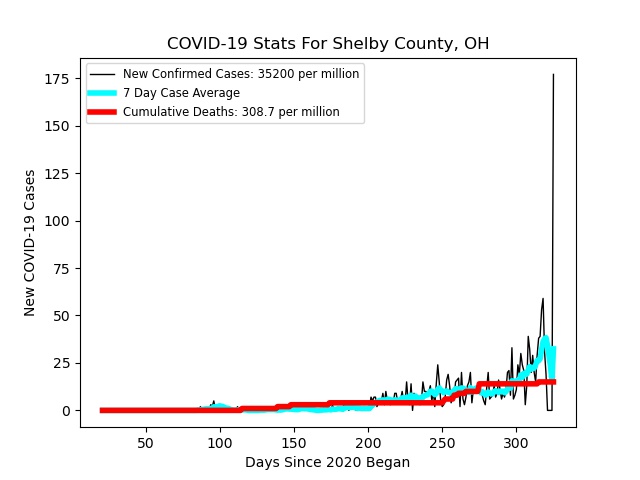 COVID-19 Stats For Shelby County, OH
New Confirmed Cases: 35200 per million
7 Day Case Average
Cumulative Deaths: 308.7 per million
New COVID-19 Cases
175
150
125
100
75
50
25
0
50
100
150
200
250
300
Days Since 2020 Began